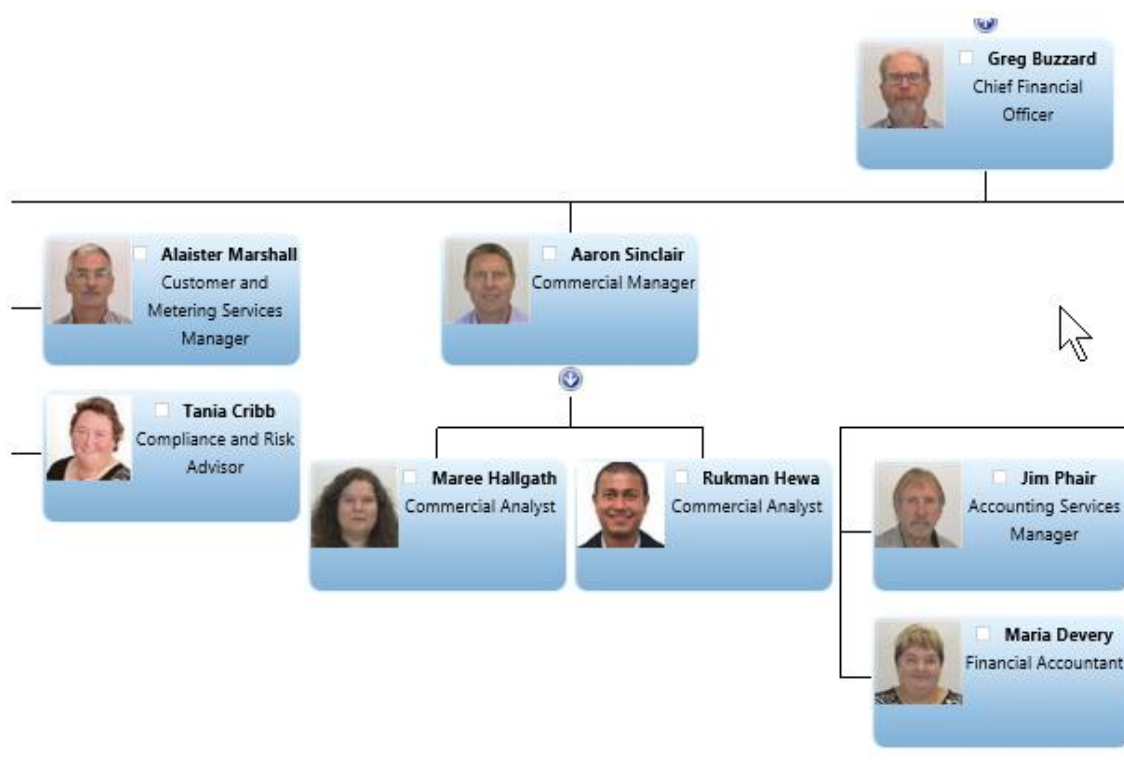 Greg Buzzard
Chief Financial
Officer
Alaister Marshall
Customer and
Metering Services
Manager
Aaron Sinclair
Commercial Manager
Tania Cribb
Compliance and Risk
Advisor
Maree Hallgath
Commercial Analyst
Rukman Hewa
Commercial Analyst
Jim Phair
Accounting Services
Manager
Maria Devery
Financial Accountant